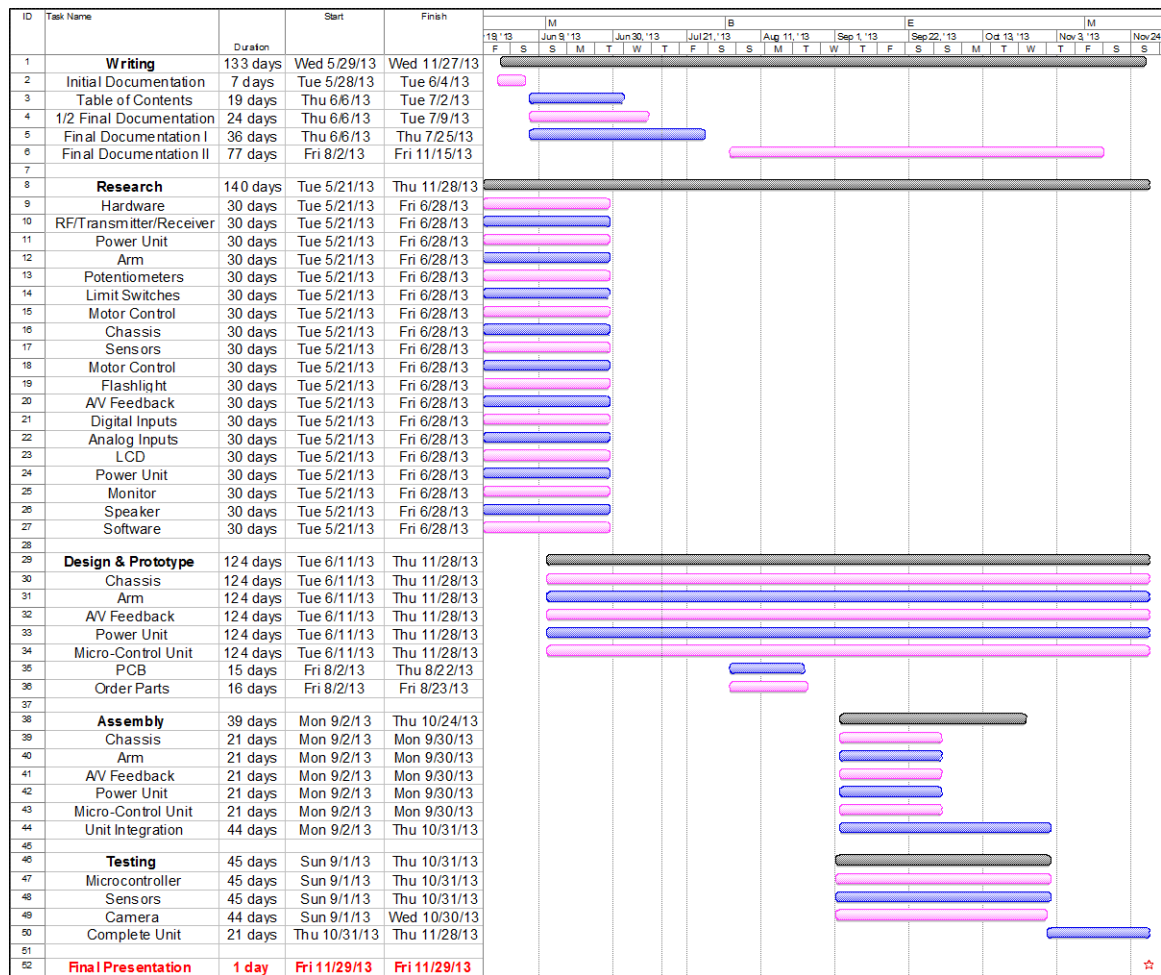 ID Task Name Duration Start Finish
M B E M
19, '13 Jun 9, '13 Jun 30, '13 Jul 21, '13 Aug 11, '13 Sep 1, '13 Sep 22, '13 Oct 13, '13 Nov 3, '13 Nov 24
F S S M T W T F S S M T W T F S S M T W T F S S
1 Writing 133 days Wed 5/29/13 Wed 11/27/13
2 Initial Documentation 7 days Tue 5/28/13 Tue 6/4/13
3 Table of Contents 19 days Thu 6/6/13 Tue 7/2/13
4 1/2 Final Documentation 24 days Thu 6/6/13 Tue 7/9/13
5 Final Documentation I 36 days Thu 6/6/13 Thu 7/25/13
6 Final Documentation II 77 days Fri 8/2/13 Fri 11/15/13
7
8 Research 140 days Tue 5/21/13 Thu 11/28/13
9 Hardware 30 days Tue 5/21/13 Fri 6/28/13
10 RF/Transmitter/Receiver 30 days Tue 5/21/13 Fri 6/28/13
11 Power Unit 30 days Tue 5/21/13 Fri 6/28/13
12 Arm 30 days Tue 5/21/13 Fri 6/28/13
13 Potentiometers 30 days Tue 5/21/13 Fri 6/28/13
14 Limit Switches 30 days Tue 5/21/13 Fri 6/28/13
15 Motor Control 30 days Tue 5/21/13 Fri 6/28/13
16 Chassis 30 days Tue 5/21/13 Fri 6/28/13
17 Sensors 30 days Tue 5/21/13 Fri 6/28/13
18 Motor Control 30 days Tue 5/21/13 Fri 6/28/13
19 Flashlight 30 days Tue 5/21/13 Fri 6/28/13
20 A/V Feedback 30 days Tue 5/21/13 Fri 6/28/13
21 Digital Inputs 30 days Tue 5/21/13 Fri 6/28/13
22 Analog Inputs 30 days Tue 5/21/13 Fri 6/28/13
23 LCD 30 days Tue 5/21/13 Fri 6/28/13
24 Power Unit 30 days Tue 5/21/13 Fri 6/28/13
25 Monitor 30 days Tue 5/21/13 Fri 6/28/13
26 Speaker 30 days Tue 5/21/13 Fri 6/28/13
27 Software 30 days Tue 5/21/13 Fri 6/28/13
28
29 Design & Prototype 124 days Tue 6/11/13 Thu 11/28/13
30 Chassis 124 days Tue 6/11/13 Thu 11/28/13
31 Arm 124 days Tue 6/11/13 Thu 11/28/13
32 A/V Feedback 124 days Tue 6/11/13 Thu 11/28/13
33 Power Unit 124 days Tue 6/11/13 Thu 11/28/13
34 Micro-Control Unit 124 days Tue 6/11/13 Thu 11/28/13
35 PCB 15 days Fri 8/2/13 Thu 8/22/13
36 Order Parts 16 days Fri 8/2/13 Fri 8/23/13
37
38 Assembly 39 days Mon 9/2/13 Thu 10/24/13
39 Chassis 21 days Mon 9/2/13 Mon 9/30/13
40 Arm 21 days Mon 9/2/13 Mon 9/30/13
41 A/V Feedback 21 days Mon 9/2/13 Mon 9/30/13
42 Power Unit 21 days Mon 9/2/13 Mon 9/30/13
43 Micro-Control Unit 21 days Mon 9/2/13 Mon 9/30/13
44 Unit Integration 44 days Mon 9/2/13 Thu 10/31/13
45
46 Testing 45 days Sun 9/1/13 Thu 10/31/13
47 Microcontroller 45 days Sun 9/1/13 Thu 10/31/13
48 Sensors 45 days Sun 9/1/13 Thu 10/31/13
49 Camera 44 days Sun 9/1/13 Wed 10/30/13
50 Complete Unit 21 days Thu 10/31/13 Thu 11/28/13
51
52 Final Presentation 1 day Fri 11/29/13 Fri 11/29/13